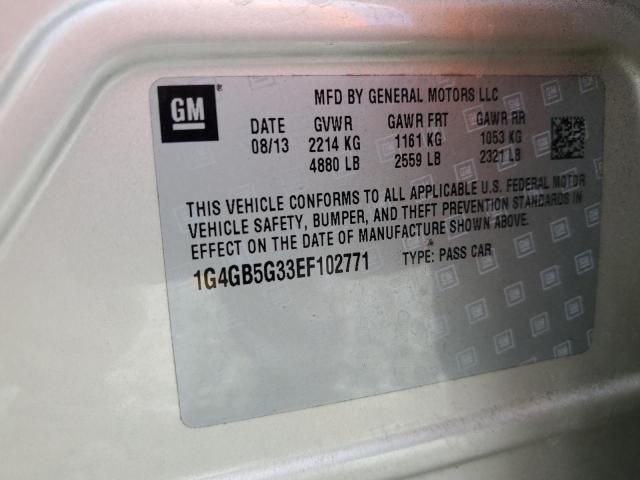 GM ®
MFD BY GENERAL MOTORS LLC
DATE GVWR GAWR FRT GAWR RR
08/13 2214 KG 1161 KG 1053 KG
4880 LB 2559 LB 2321 LB
THIS VEHICLE CONFORMS TO ALL APPLICABLE U.S. FEDERAL MOTOR
VEHICLE SAFETY, BUMPER, AND THEFT PREVENTION STANDARDS IN
EFFECT ON THE DATE OF MANUFACTURE SHOWN ABOVE.
1G4GB5G33EF102771 TYPE: PASS CAR